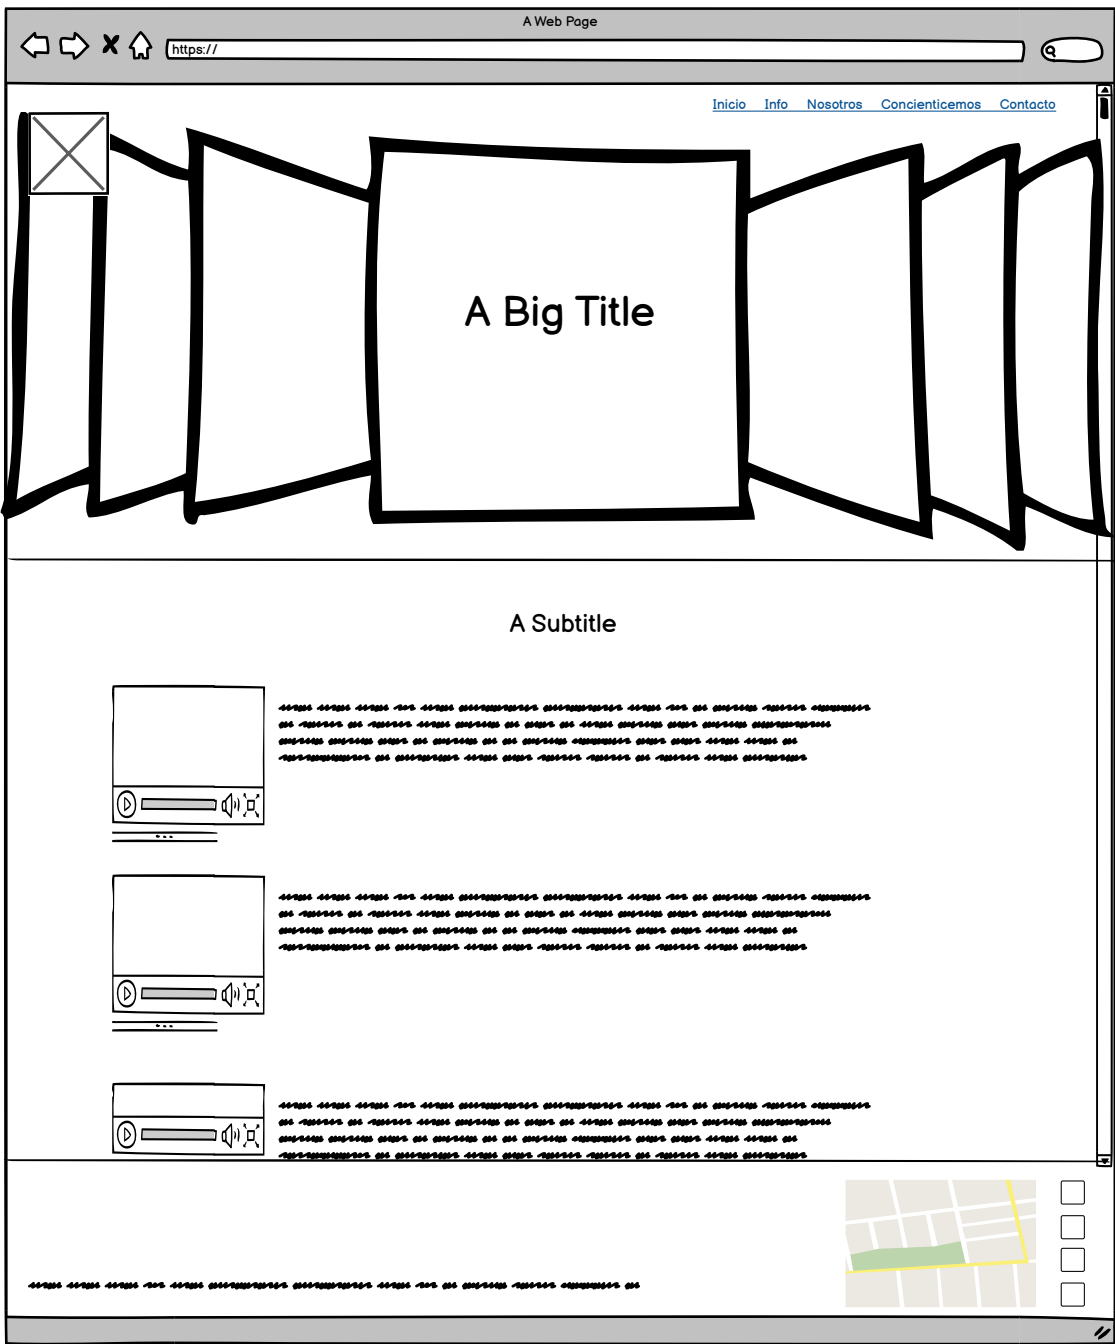 A Web Page
https://
Inicio Info Nosotros Concienticemos Contacto
A Big Title
A Subtitle